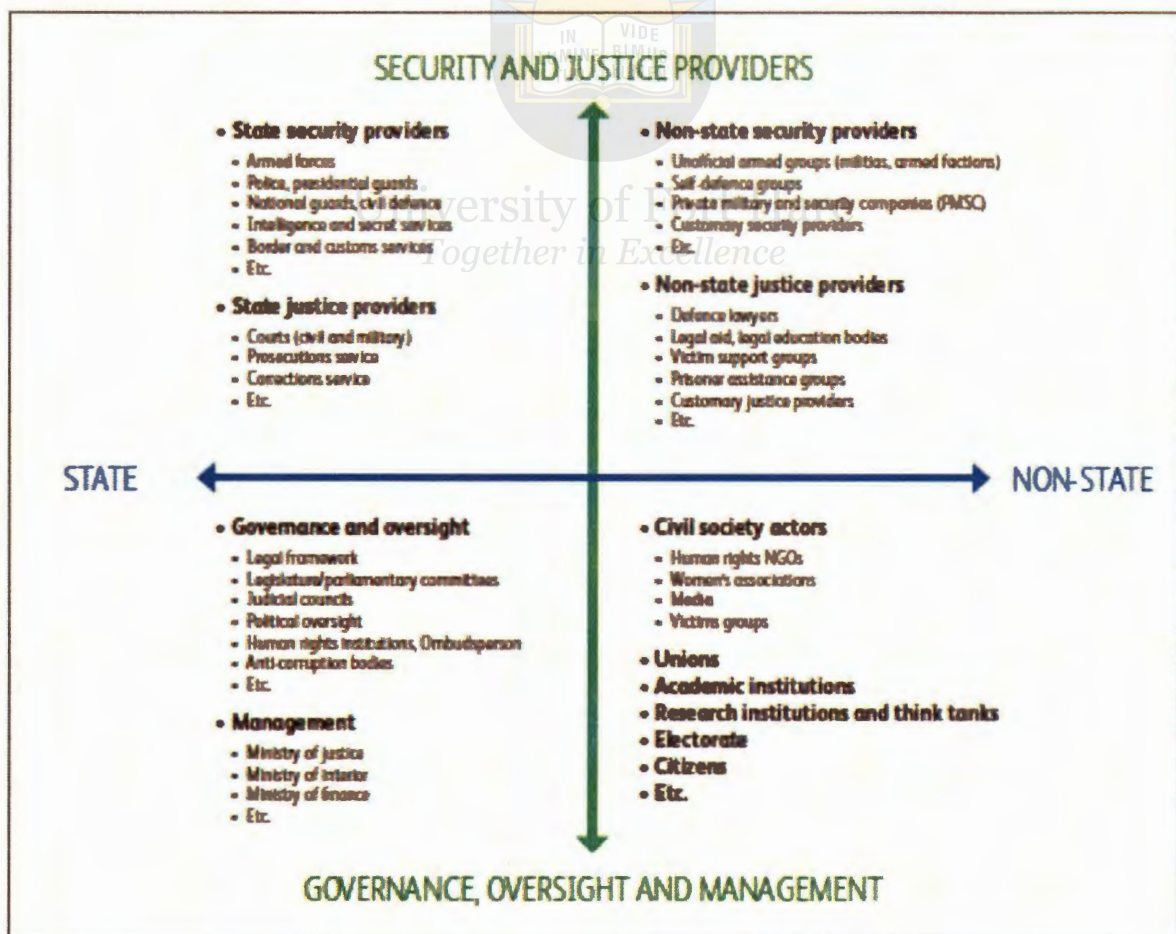 IN VIDE
LUMINE BIMUS
SECURITY AND JUSTICE PROVIDERS
• State security providers
• Armed forces
• Police, presidential guards
• National guards, civil defence
• Intelligence and secret services
• Border and customs services
• Etc.
• State justice providers
• Courts (civil and military)
• Prosecutions service
• Corrections service
• Etc.
• Non-state security providers
• Unofficial armed groups (militias, armed factions)
• Self-defence groups
• Private military and security companies (PMSC)
• Customary security providers
• Etc.
• Non-state justice providers
• Defence lawyers
• Legal aid, legal education bodies
• Victim support groups
• Prisoner assistance groups
• Customary justice providers
• Etc.
University of Fort Hare
Together in Excellence
STATE
NON-STATE
• Governance and oversight
• Legal framework
• Legislature/parliamentary committees
• Judicial councils
• Political oversight
• Human rights institutions, Ombudsperson
• Anti-corruption bodies
• Etc.
• Management
• Ministry of justice
• Ministry of interior
• Ministry of finance
• Etc.
• Civil society actors
• Human rights NGOs
• Women's associations
• Media
• Victims groups
• Unions
• Academic institutions
• Research institutions and think tanks
• Electorate
• Citizens
• Etc.
GOVERNANCE, OVERSIGHT AND MANAGEMENT